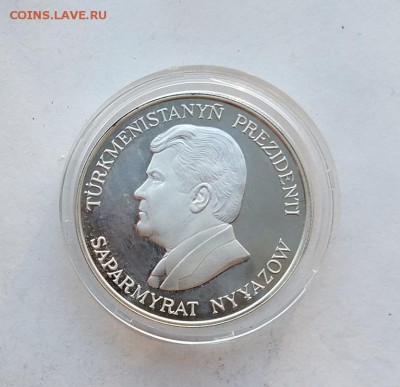 COINS.LAVE.RU
TÜRKMENISTANYŇ PREZIDENTI
SAPARMYRAT NYÝAZOW